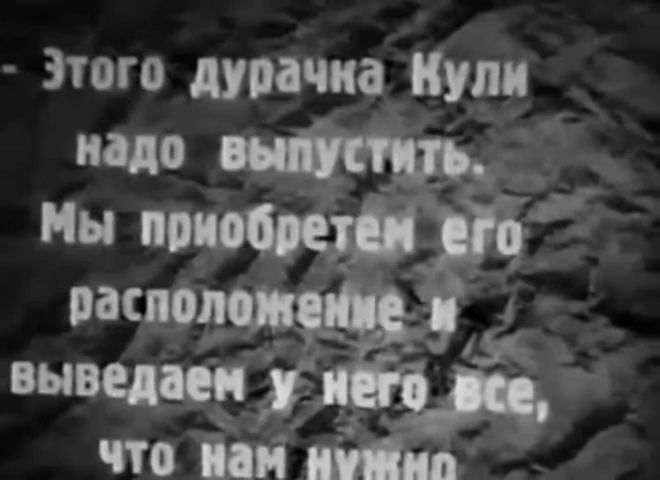 - Этого дурачка Кули
надо выпустить.
Мы приобретем его
расположение и
выведаем у него все,
что нам нужно